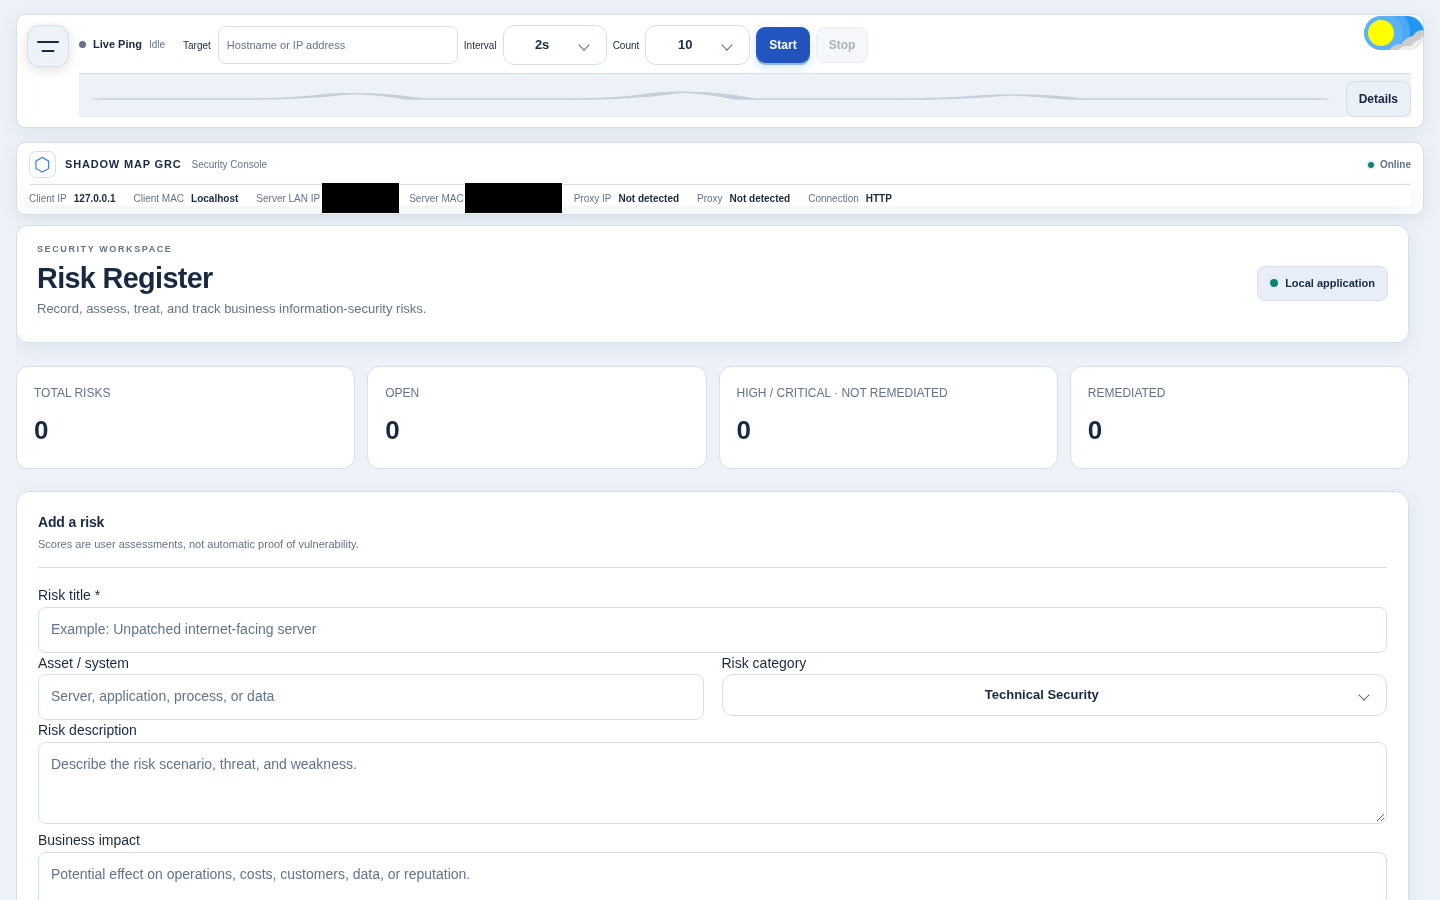 Live Ping Idle Target Hostname or IP address Interval 2s Count 10 Start Stop
Details
SHADOW MAP GRC Security Console Online
Client IP 127.0.0.1 Client MAC Localhost Server LAN IP Server MAC Proxy IP Not detected Proxy Not detected Connection HTTP
SECURITY WORKSPACE
Risk Register
Record, assess, treat, and track business information-security risks.
Local application
TOTAL RISKS OPEN HIGH / CRITICAL · NOT REMEDIATED REMEDIATED
0 0 0 0
Add a risk
Scores are user assessments, not automatic proof of vulnerability.
Risk title *
Example: Unpatched internet-facing server
Asset / system Risk category
Server, application, process, or data Technical Security
Risk description
Describe the risk scenario, threat, and weakness.
Business impact
Potential effect on operations, costs, customers, data, or reputation.